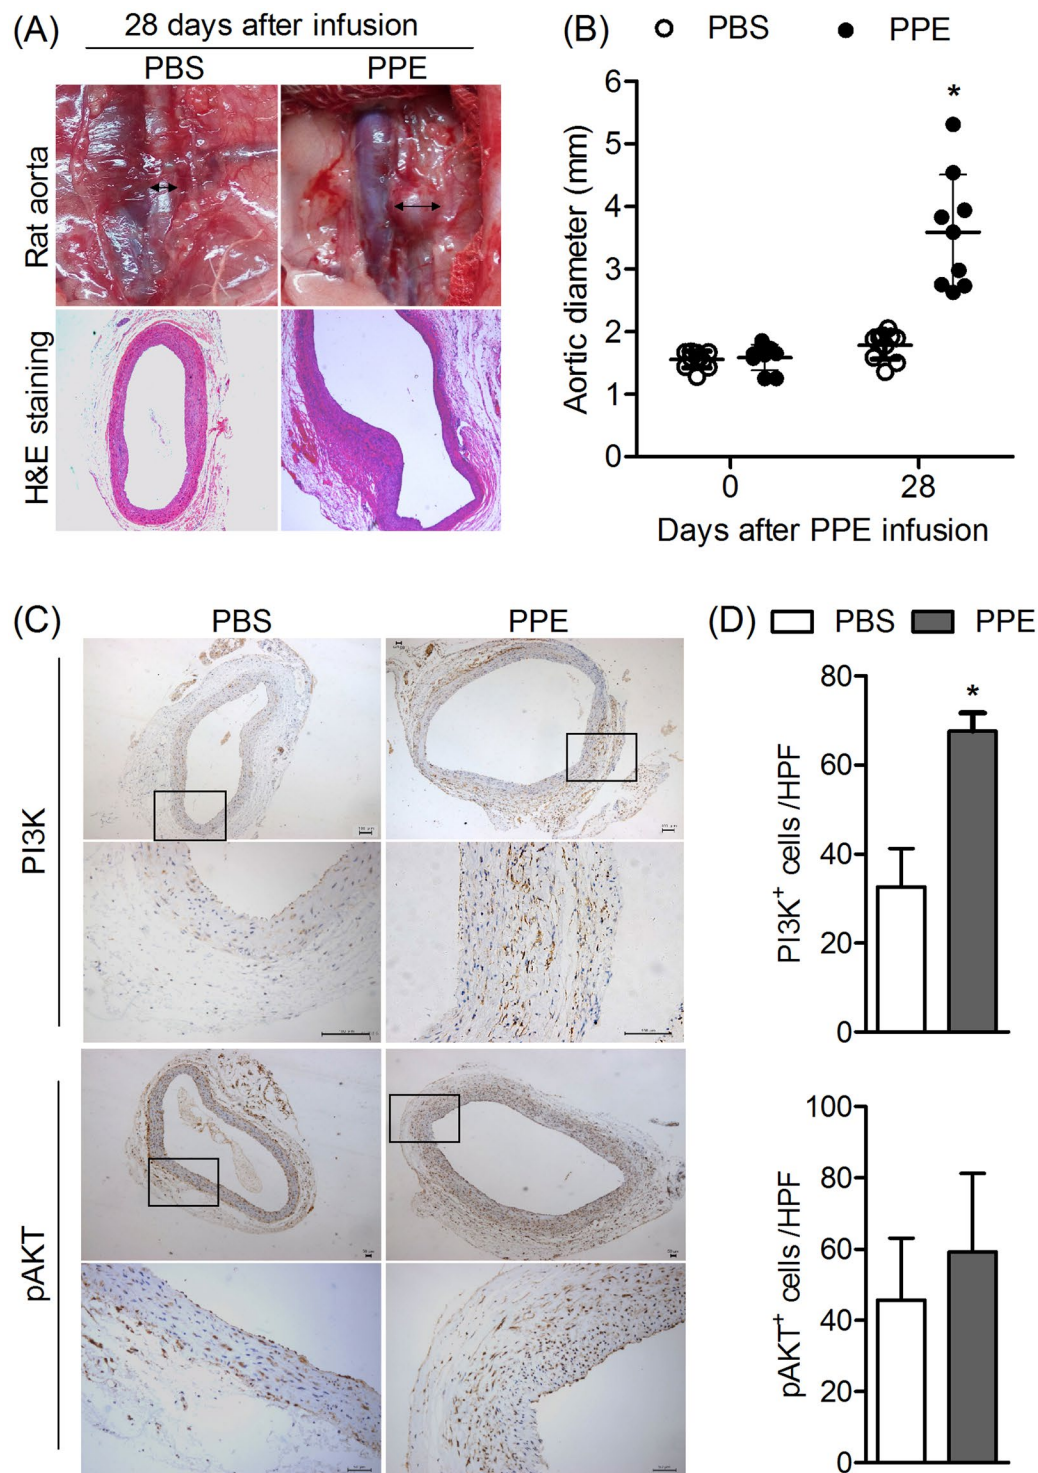 (A)
28 days after infusion
PBS PPE
Rat aorta
H&E staining
(B) PBS PPE
Aortic diameter (mm)
6
5
4
3
2
1
0
*
0 28
Days after PPE infusion
(C) PBS PPE
PI3K
pAKT
(D) PBS PPE
PI3K+ cells /HPF
80
60
40
20
0
*
pAKT+ cells /HPF
100
80
60
40
20
0